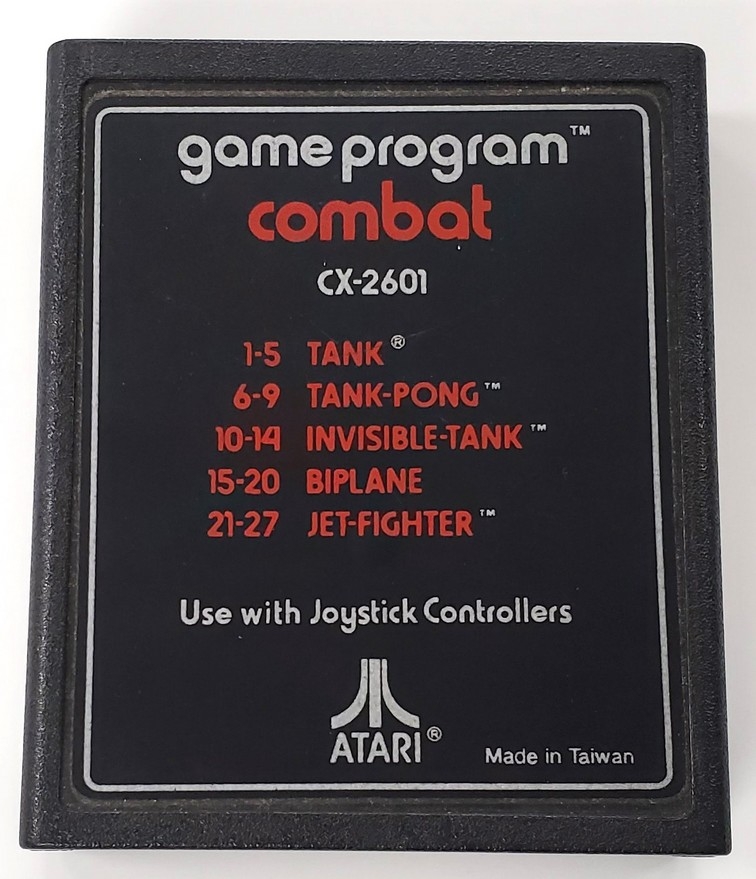 game program™
combat
CX-2601
1-5 TANK®
6-9 TANK-PONG™
10-14 INVISIBLE-TANK™
15-20 BIPLANE
21-27 JET-FIGHTER™
Use with Joystick Controllers
ATARI®
Made in Taiwan